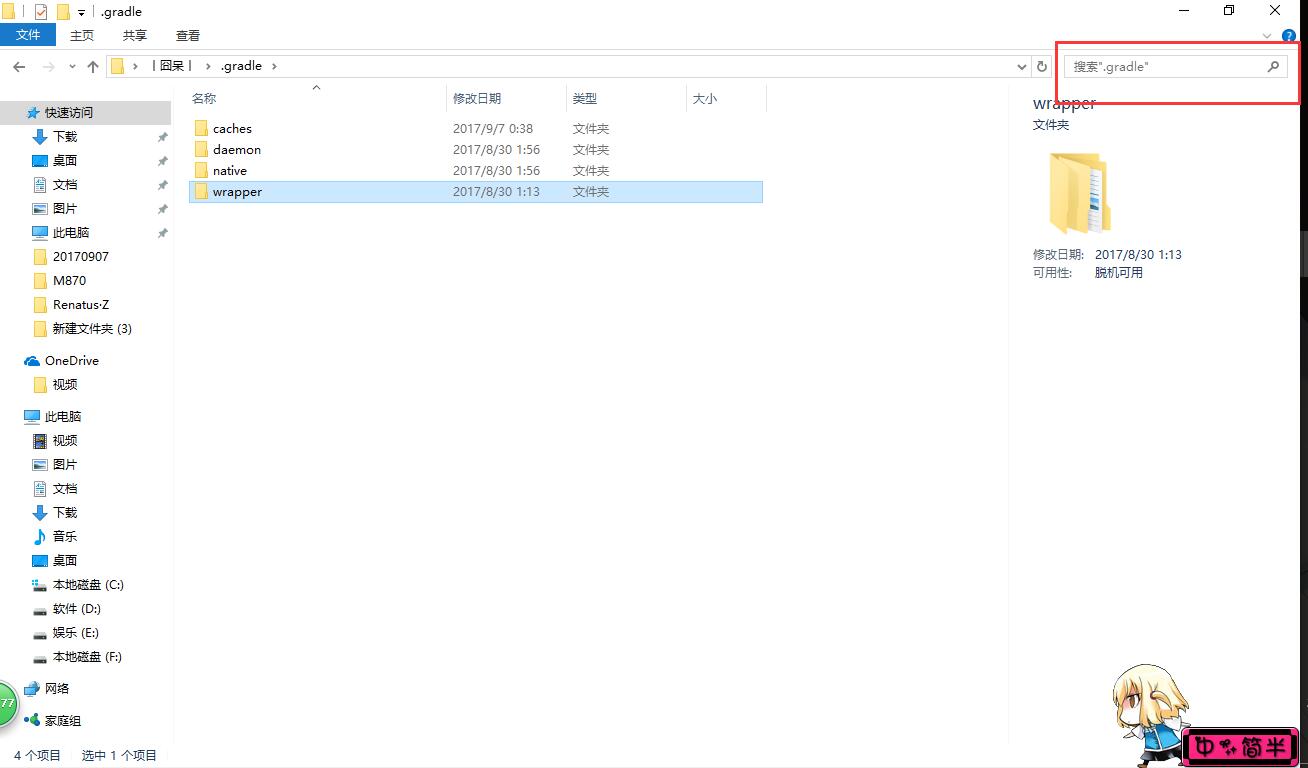 .gradle
文件 主页 共享 查看
丨囧呆丨 .gradle 搜索".gradle"
名称 修改日期 类型 大小
caches 2017/9/7 0:38 文件夹
daemon 2017/8/30 1:56 文件夹
native 2017/8/30 1:56 文件夹
wrapper 2017/8/30 1:13 文件夹
快速访问
下载
桌面
文档
图片
此电脑
20170907
M870
Renatus·Z
新建文件夹 (3)
OneDrive
视频
此电脑
视频
图片
文档
下载
音乐
桌面
本地磁盘 (C:)
软件 (D:)
娱乐 (E:)
本地磁盘 (F:)
网络
家庭组
77
wrapper
文件夹
修改日期: 2017/8/30 1:13
可用性: 脱机可用
中 简 半
4 个项目 选中 1 个项目